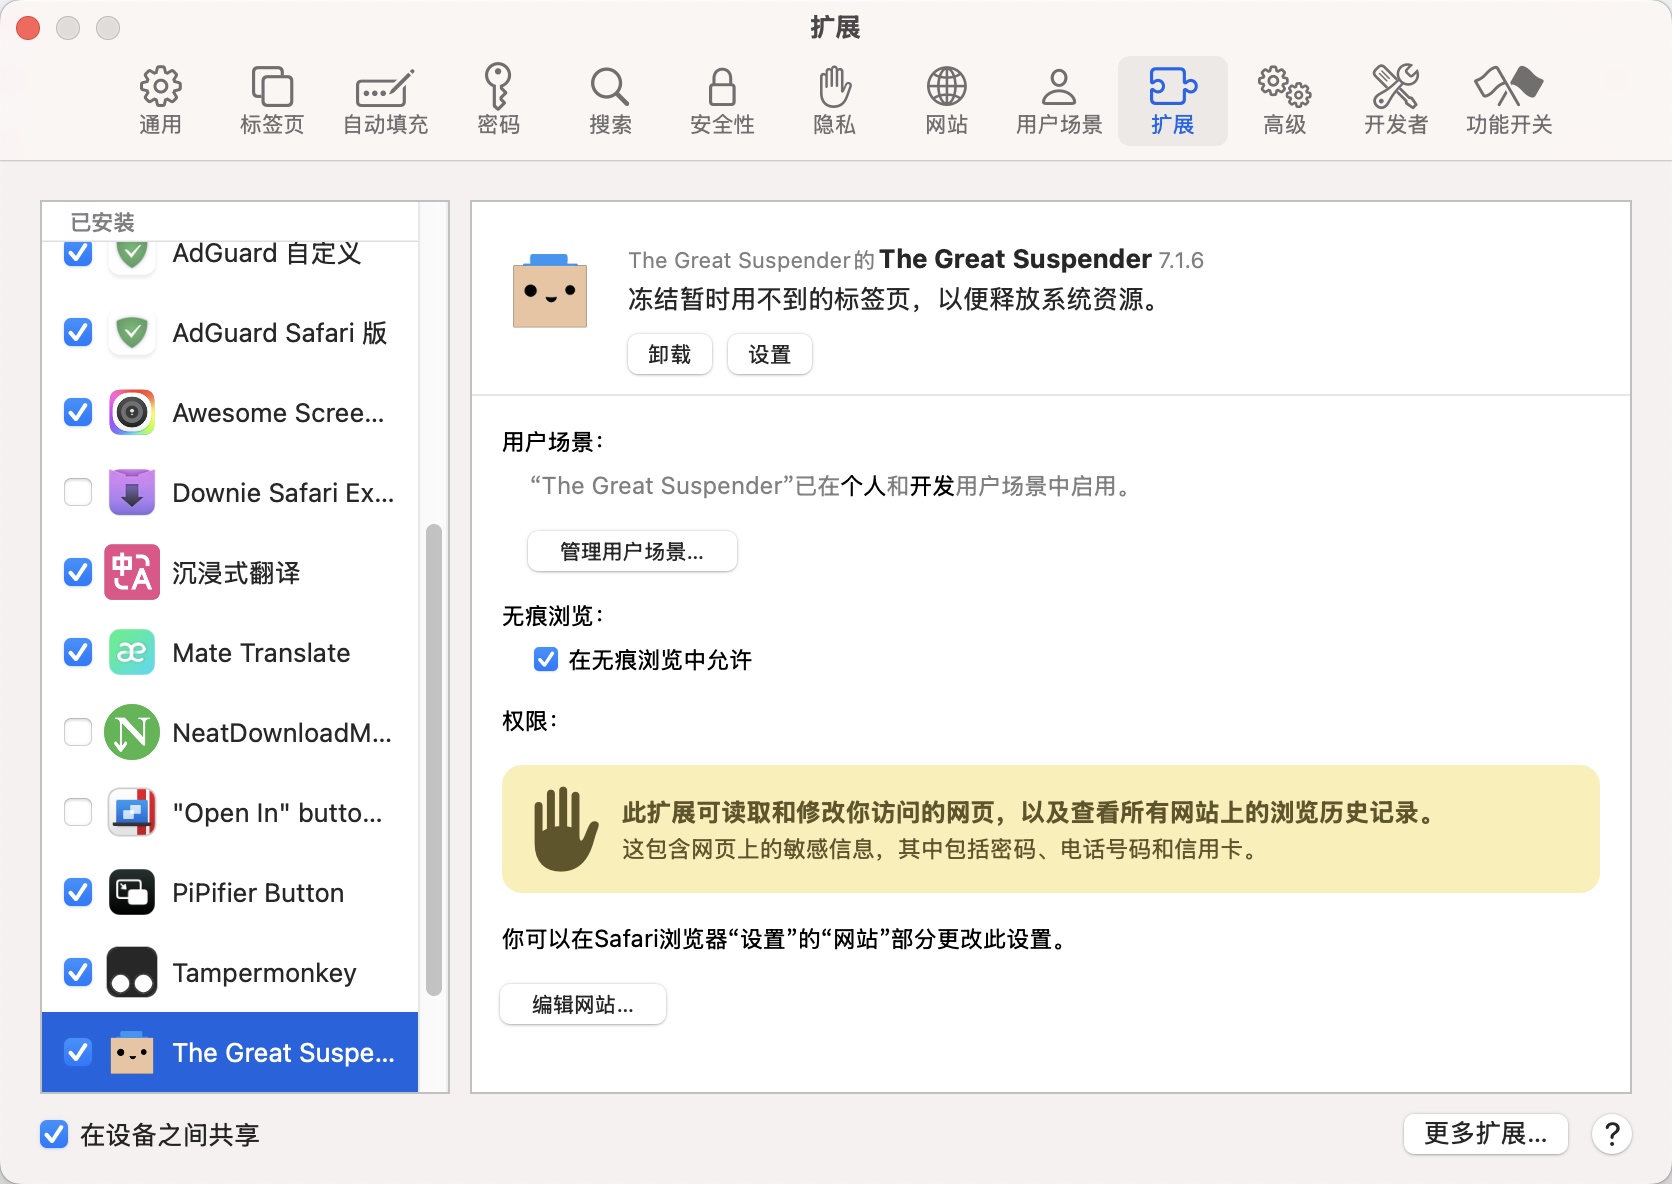 扩展
通用 标签页 自动填充 密码 搜索 安全性 隐私 网站 用户场景 扩展 高级 开发者 功能开关
已安装
AdGuard 自定义
AdGuard Safari 版
Awesome Scree...
Downie Safari Ex...
沉浸式翻译
Mate Translate
NeatDownloadM...
"Open In" butto...
PiPifier Button
Tampermonkey
The Great Suspe...
在设备之间共享
The Great Suspender的 The Great Suspender 7.1.6
冻结暂时用不到的标签页，以便释放系统资源。
卸载 设置
用户场景：
“The Great Suspender”已在个人和开发用户场景中启用。
管理用户场景...
无痕浏览：
在无痕浏览中允许
权限：
此扩展可读取和修改你访问的网页，以及查看所有网站上的浏览历史记录。
这包含网页上的敏感信息，其中包括密码、电话号码和信用卡。
你可以在Safari浏览器“设置”的“网站”部分更改此设置。
编辑网站...
更多扩展... ?